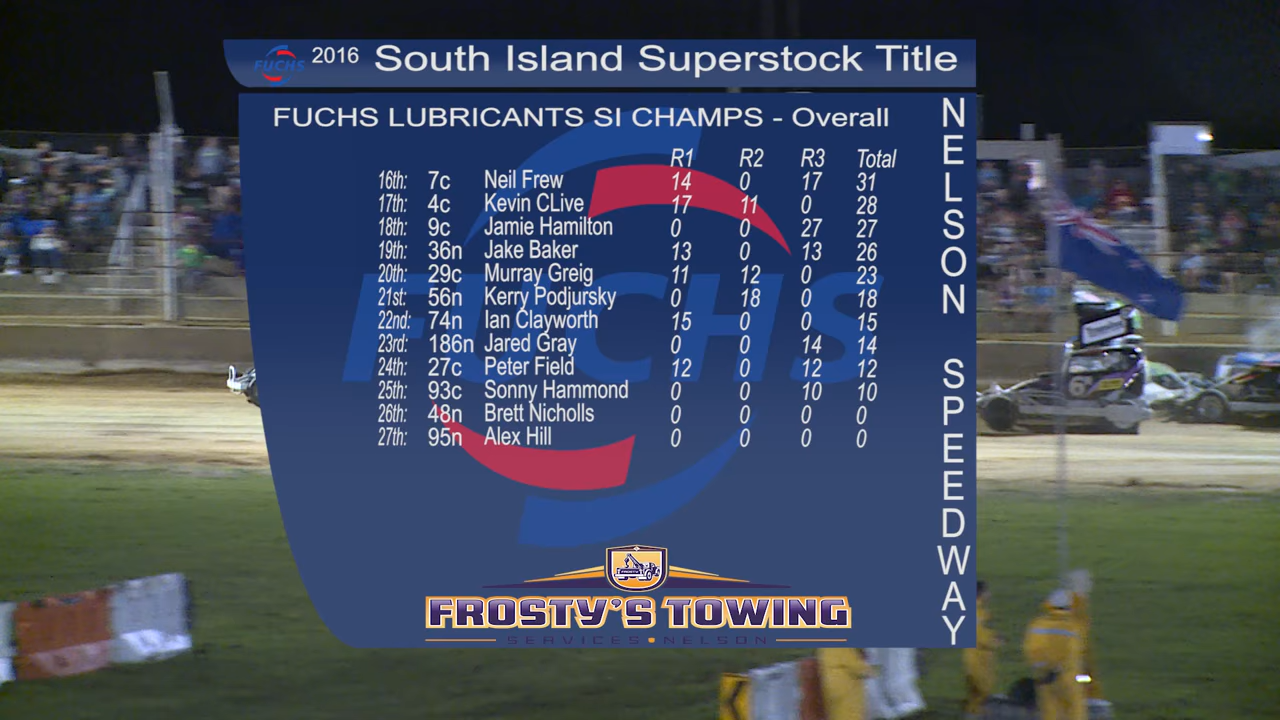 FUCHS 2016 South Island Superstock Title
FUCHS LUBRICANTS SI CHAMPS - Overall
R1 R2 R3 Total
16th: 7c Neil Frew 14 0 17 31
17th: 4c Kevin CLive 17 11 0 28
18th: 9c Jamie Hamilton 0 0 27 27
19th: 36n Jake Baker 13 0 13 26
20th: 29c Murray Greig 11 12 0 23
21st: 56n Kerry Podjursky 0 18 0 18
22nd: 74n Ian Clayworth 15 0 0 15
23rd: 186n Jared Gray 0 0 14 14
24th: 27c Peter Field 12 0 12 12
25th: 93c Sonny Hammond 0 0 10 10
26th: 48n Brett Nicholls 0 0 0 0
27th: 95n Alex Hill 0 0 0 0
FUCHS
FROSTY'S TOWING
SERVICES • NELSON
NELSON SPEEDWAY